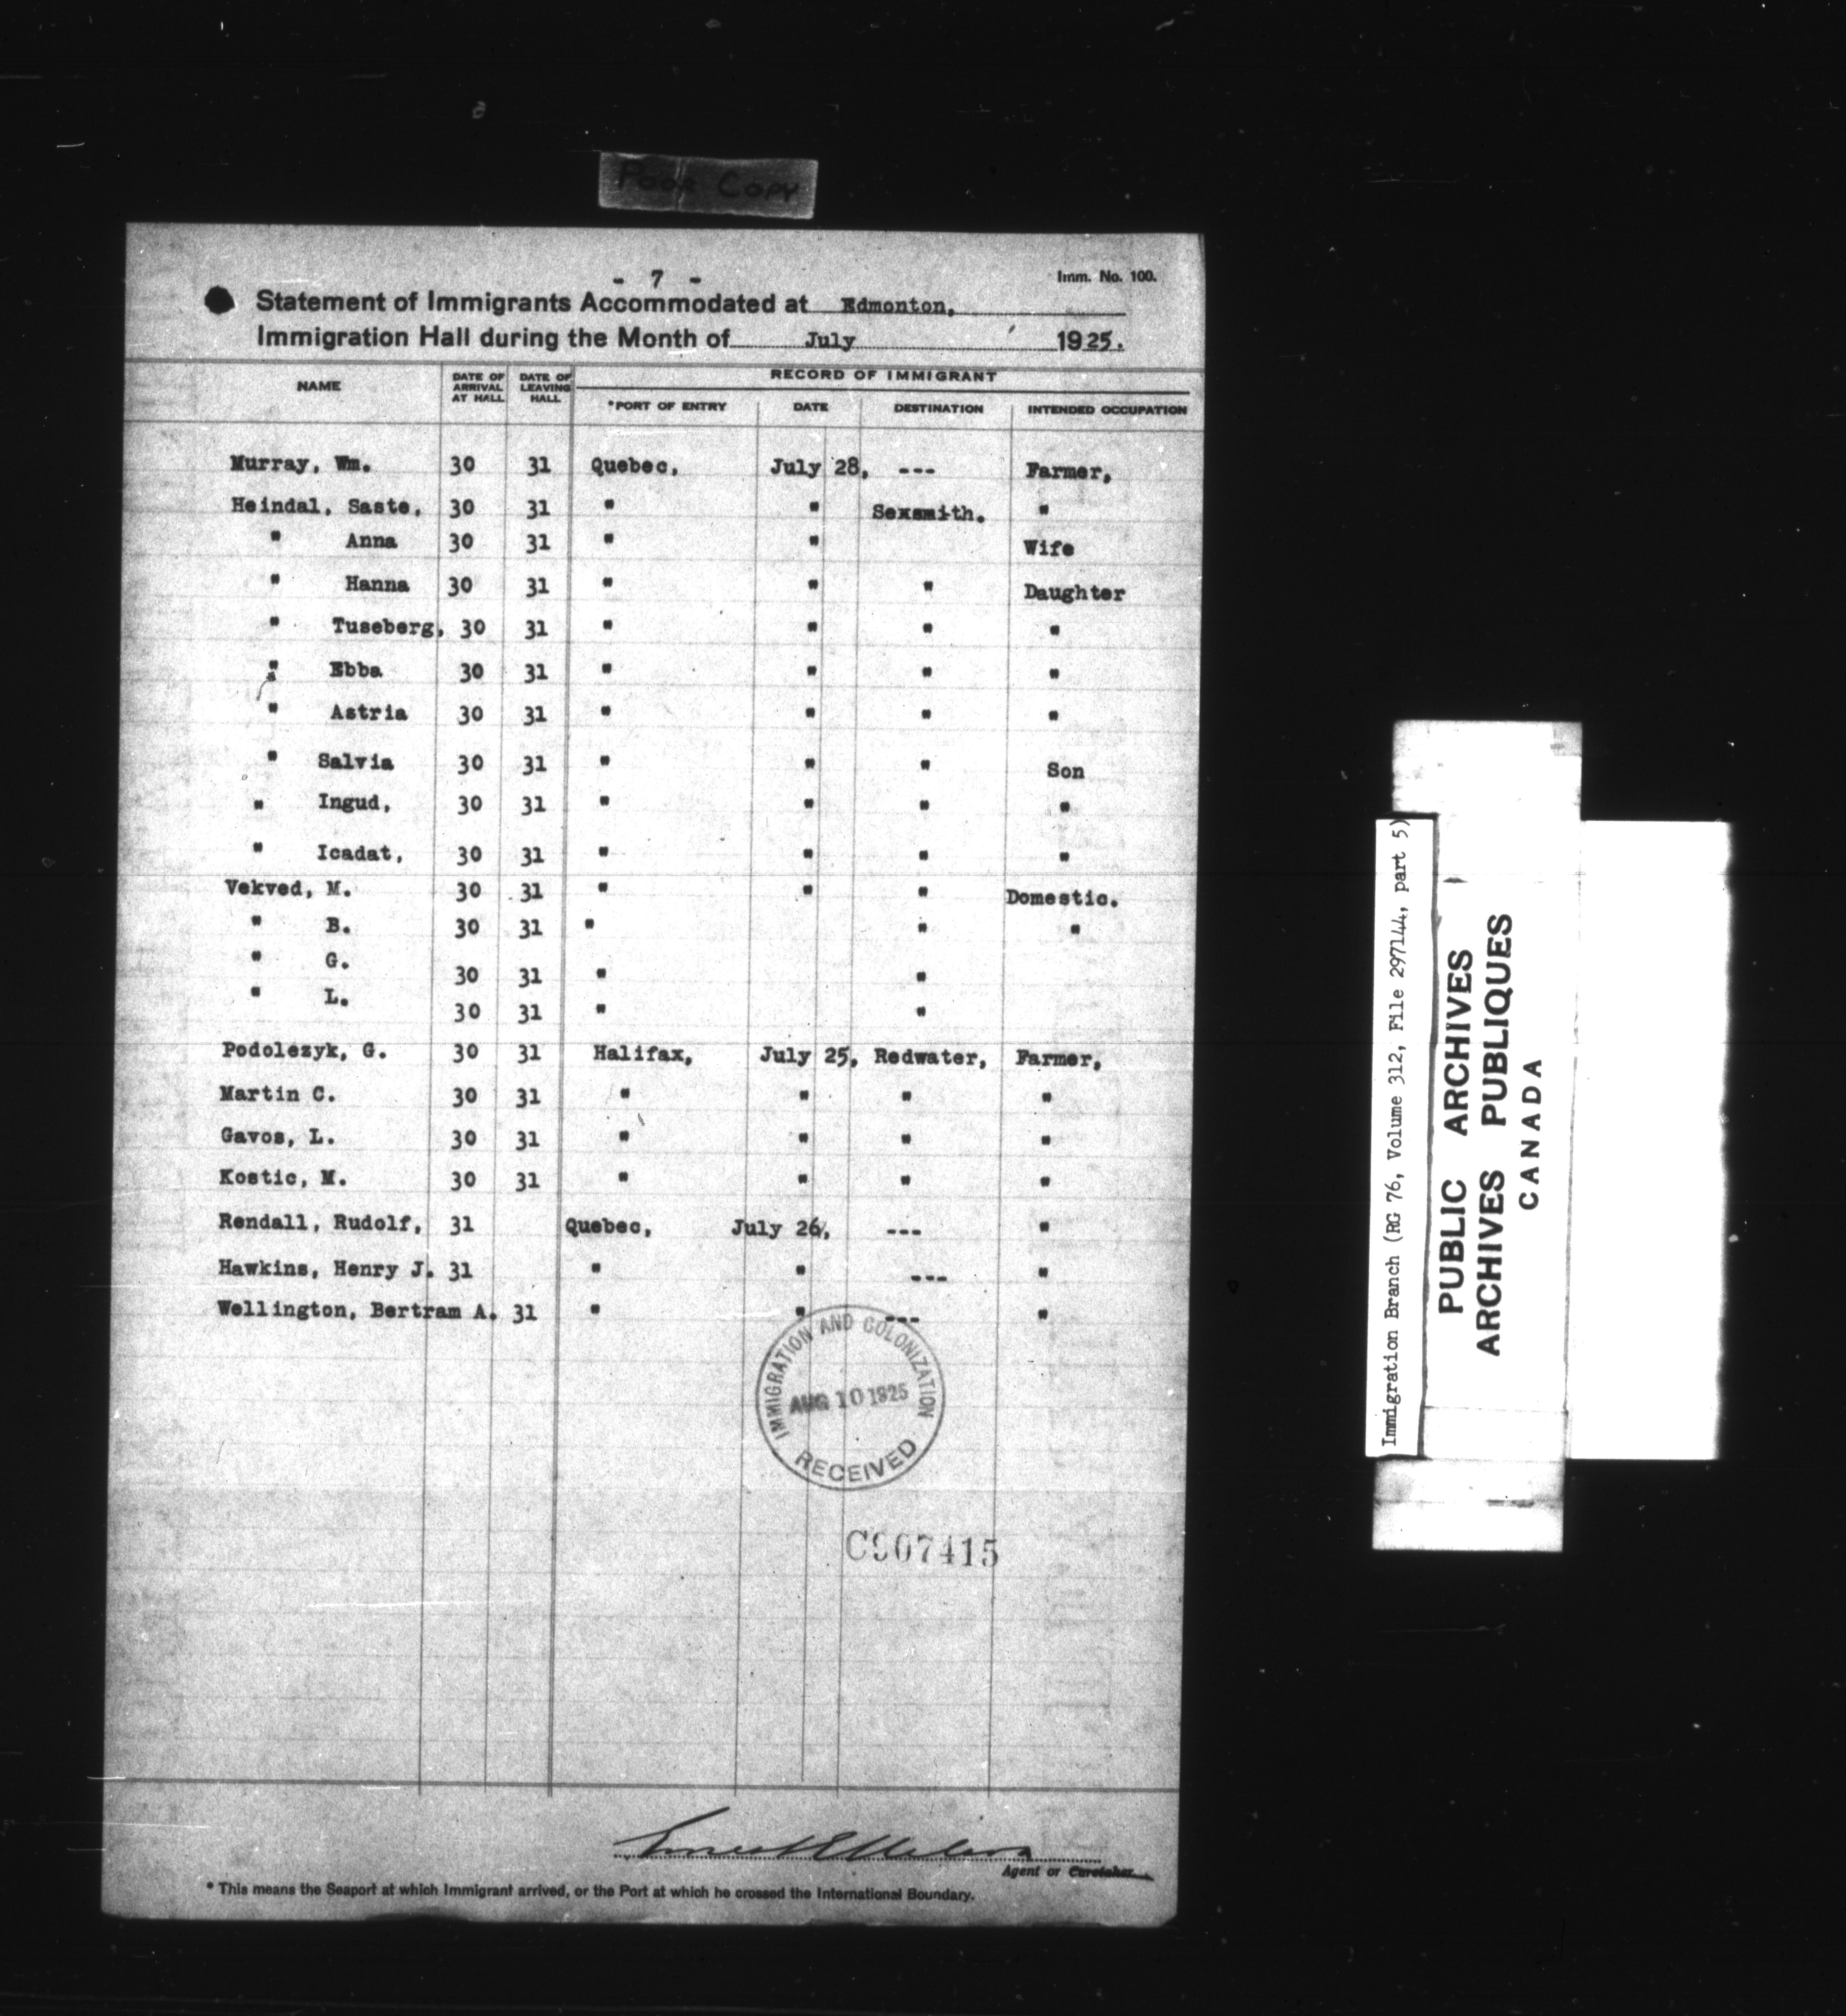 Poor Copy
- 7 -
Imm. No. 100.
Statement of Immigrants Accommodated at Edmonton,
Immigration Hall during the Month of July 1925.
NAME DATE OF ARRIVAL AT HALL DATE OF LEAVING HALL RECORD OF IMMIGRANT
*PORT OF ENTRY DATE DESTINATION INTENDED OCCUPATION
Murray, Wm. 30 31 Quebec, July 28, --- Farmer,
Heindal, Saste, 30 31 " " Sexsmith. "
" Anna 30 31 " " Wife
" Hanna 30 31 " " " Daughter
" Tuseberg, 30 31 " " " "
" Ebba 30 31 " " " "
" Astria 30 31 " " " "
" Salvia 30 31 " " " Son
" Ingud, 30 31 " " " "
" Icadat, 30 31 " " " "
Vekved, M. 30 31 " " " Domestic.
" B. 30 31 " " "
" G. 30 31 " "
" L. 30 31 " "
Podolezyk, G. 30 31 Halifax, July 25, Redwater, Farmer,
Martin C. 30 31 " " " "
Gavos, L. 30 31 " " " "
Kostic, M. 30 31 " " " "
Rendall, Rudolf, 31 Quebec, July 26, --- "
Hawkins, Henry J. 31 " " --- "
Wellington, Bertram A. 31 " " --- "
IMMIGRATION AND COLONIZATION
AUG 10 1925
RECEIVED
C907415
Agent or Caretaker
* This means the Seaport at which Immigrant arrived, or the Port at which he crossed the International Boundary.
Immigration Branch (RG 76, Volume 312, File 297144, part 5)
PUBLIC ARCHIVES
ARCHIVES PUBLIQUES
CANADA